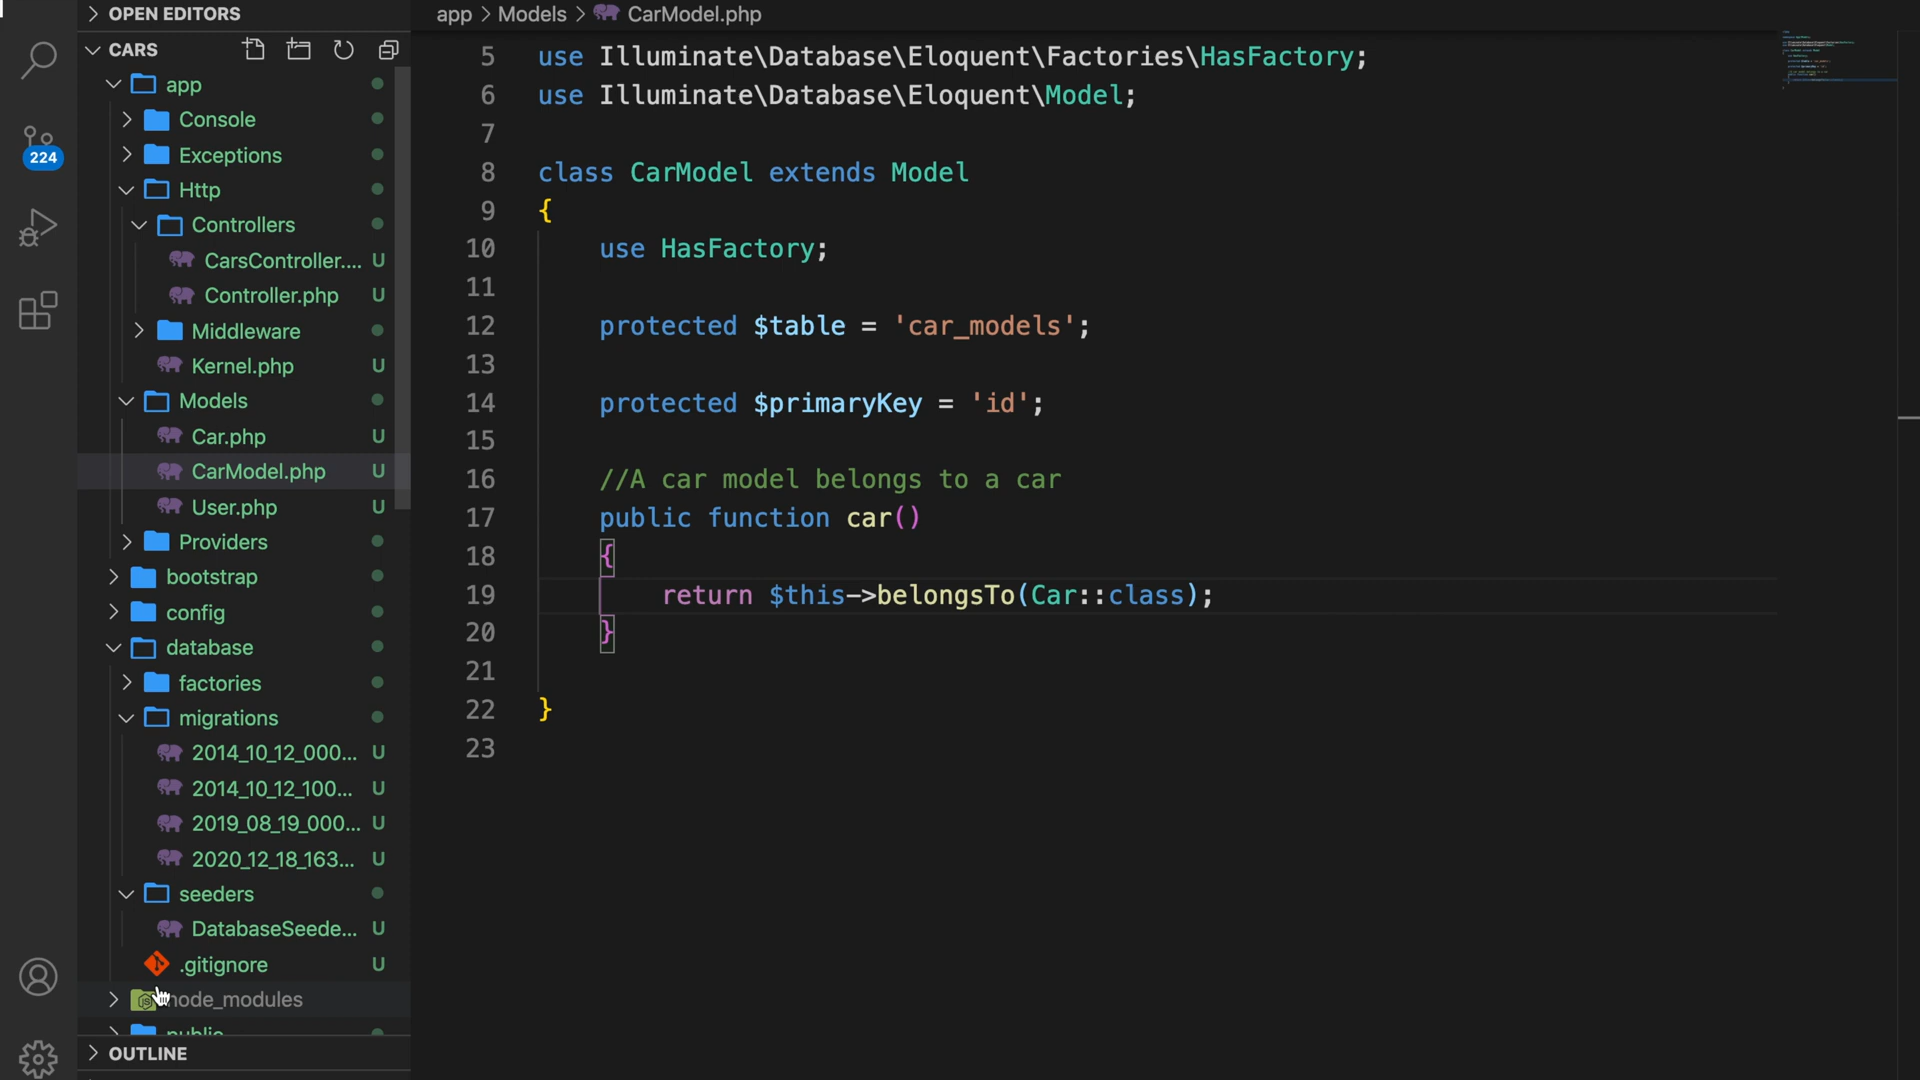 OPEN EDITORS
CARS
app
Console
Exceptions
Http
Controllers
CarsController.... U
Controller.php U
Middleware
Kernel.php U
Models
Car.php U
CarModel.php U
User.php U
Providers
bootstrap
config
database
factories
migrations
2014_10_12_000... U
2014_10_12_100... U
2019_08_19_000... U
2020_12_18_163... U
seeders
DatabaseSeede... U
.gitignore U
node_modules
public
OUTLINE
224
app > Models > CarModel.php
5 use Illuminate\Database\Eloquent\Factories\HasFactory;
6 use Illuminate\Database\Eloquent\Model;
7
8 class CarModel extends Model
9 {
10 use HasFactory;
11
12 protected $table = 'car_models';
13
14 protected $primaryKey = 'id';
15
16 //A car model belongs to a car
17 public function car()
18 {
19 return $this->belongsTo(Car::class);
20 }
21
22 }
23